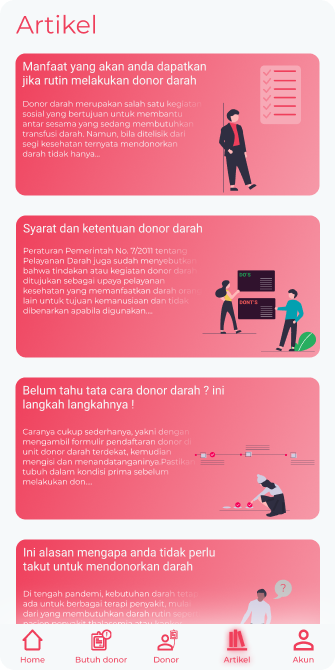 Artikel
Manfaat yang akan anda dapatkan
jika rutin melakukan donor darah
Donor darah merupakan salah satu kegiatan
sosial yang bertujuan untuk membantu
antar sesama yang sedang membutuhkan
transfusi darah. Namun, bila ditelisik dari
segi kesehatan ternyata mendonorkan
darah tidak hanya...
Syarat dan ketentuan donor darah
Peraturan Pemerintah No. 7/2011 tentang
Pelayanan Darah juga sudah menyebutkan
bahwa tindakan atau kegiatan donor darah
ditujukan sebagai upaya pelayanan
kesehatan yang memanfaatkan darah
lain untuk tujuan kemanusiaan dan tidak
dibenarkan apabila digunakan...
DO'S
DONT'S
Belum tahu tata cara donor darah ? ini
langkah langkahnya !
Caranya cukup sederhana, yakni dengan
mengambil formulir pendaftaran donor di
unit donor darah terdekat, kemudian
mengisi dan menandatanganinya.Pastikan
tubuh dalam kondisi prima sebelum
melakukan don...
Ini alasan mengapa anda tidak perlu
takut untuk mendonorkan darah
Di tengah pandemi, kebutuhan darah tetap
ada untuk berbagai terapi penyakit, mulai
dari yang membutuhkan darah rutin
?
Home Butuh donor Donor Artikel Akun